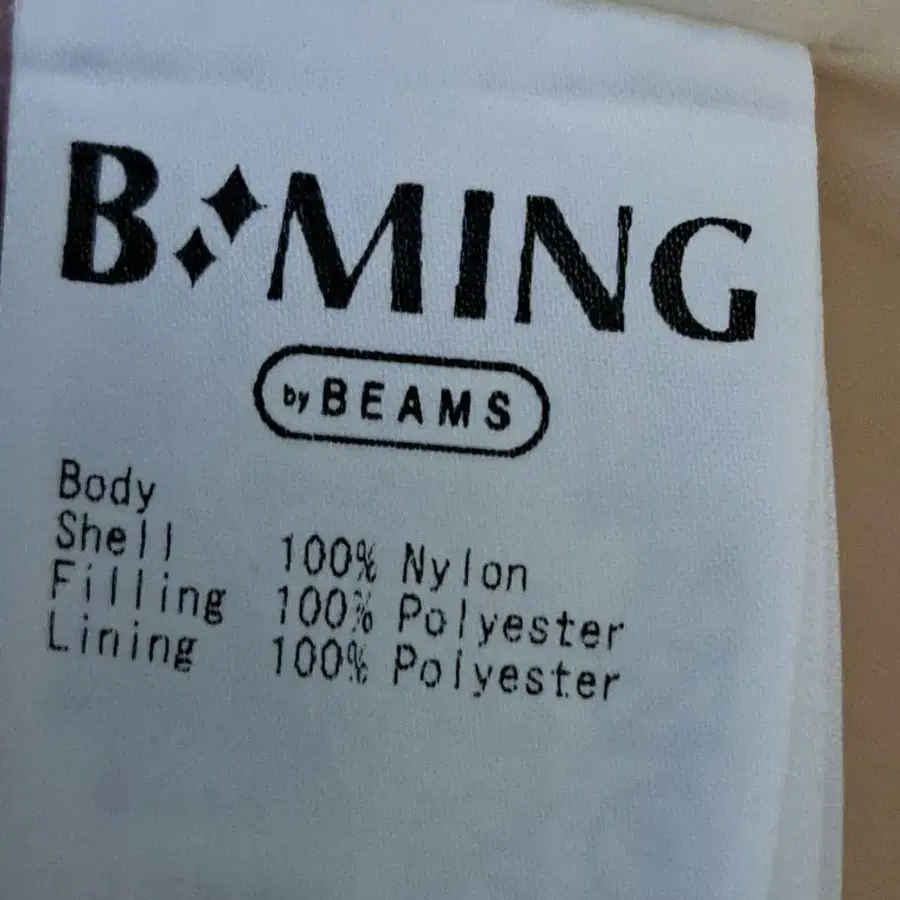 B MING
by BEAMS
Body
Shell 100% Nylon
Filling 100% Polyester
Lining 100% Polyester